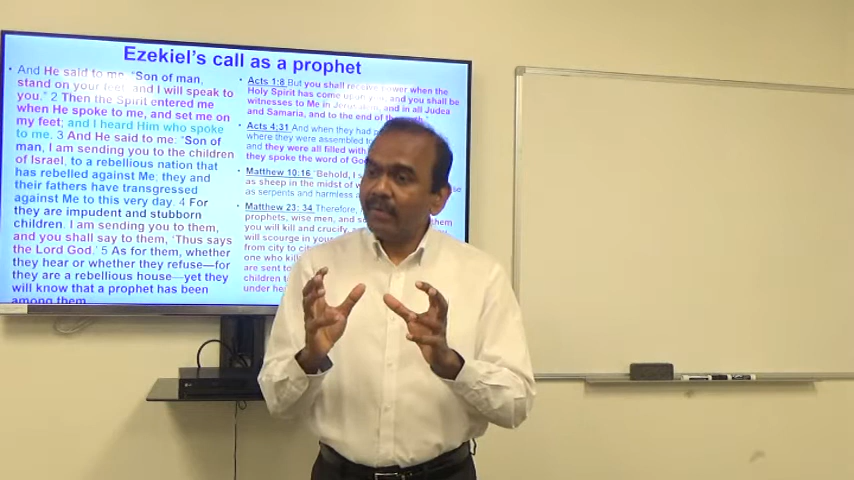 Ezekiel's call as a prophet
• And He said to me, "Son of man,
stand on your feet, and I will speak to
you." 2 Then the Spirit entered me
when He spoke to me, and set me on
my feet; and I heard Him who spoke
to me. 3 And He said to me: "Son of
man, I am sending you to the children
of Israel, to a rebellious nation that
has rebelled against Me; they and
their fathers have transgressed
against Me to this very day. 4 For
they are impudent and stubborn
children. I am sending you to them,
and you shall say to them, 'Thus says
the Lord God.' 5 As for them, whether
they hear or whether they refuse—for
they are a rebellious house—yet they
will know that a prophet has been
among them.
• Acts 1:8 But you shall receive power when the
Holy Spirit has come upon you, and you shall be
witnesses to Me in Jerusalem, and in all Judea
and Samaria, and to the end of the
• Acts 4:31 And when they had
where they were assembled
and they were all filled with
they spoke the word of God
• Matthew 10:16 "Behold, I
as sheep in the midst of
as serpents and harmless
• Matthew 23: 34 Therefore,
prophets, wise men, and
you will kill and crucify,
will scourge in your
from city to city
one who kills
are sent to
children
under